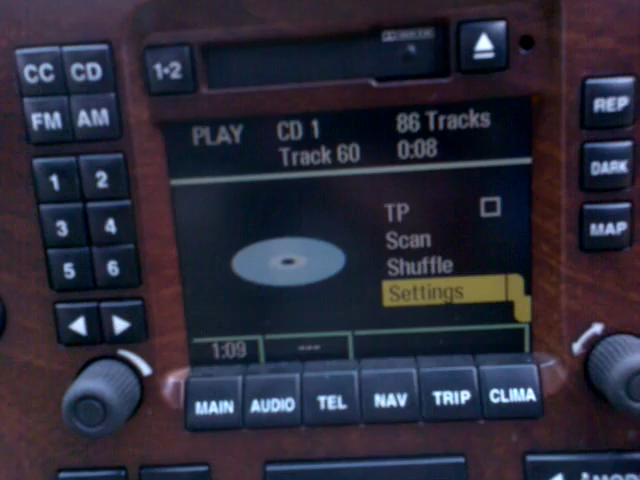 CC CD
1-2
FM AM
REP
PLAY CD 1 86 Tracks
Track 60 0:08
DARK
1 2
TP
3 4
MAP
Scan
Shuffle
5 6
Settings
1:09 ---
MAIN AUDIO TEL NAV TRIP CLIMA